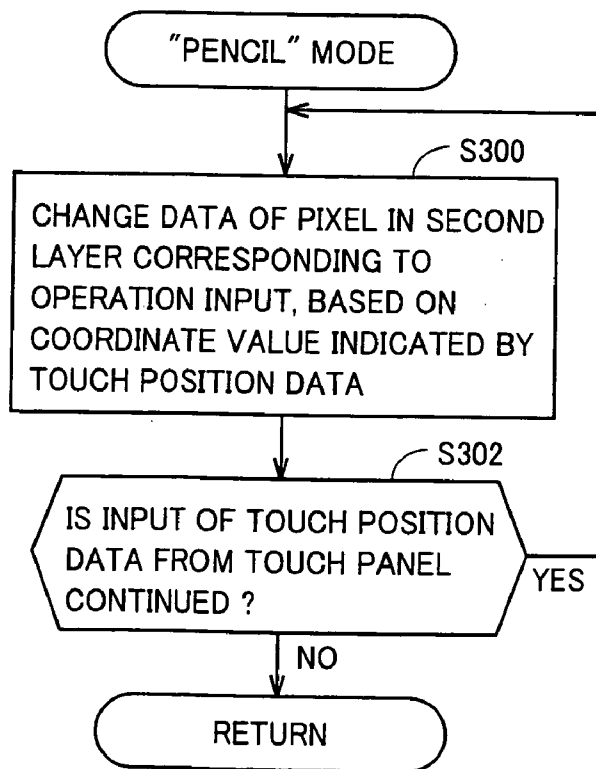 "PENCIL" MODE
S300
CHANGE DATA OF PIXEL IN SECOND
LAYER CORRESPONDING TO
OPERATION INPUT, BASED ON
COORDINATE VALUE INDICATED BY
TOUCH POSITION DATA
S302
IS INPUT OF TOUCH POSITION
DATA FROM TOUCH PANEL
CONTINUED ?
YES
NO
RETURN